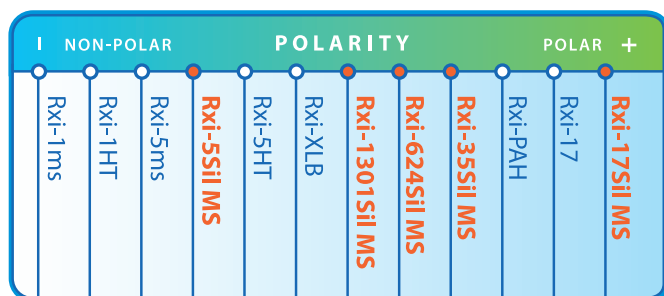 − NON-POLAR POLARITY POLAR +
Rxi-1ms
Rxi-1HT
Rxi-5ms
Rxi-5Sil MS
Rxi-5HT
Rxi-XLB
Rxi-1301Sil MS
Rxi-624Sil MS
Rxi-35Sil MS
Rxi-PAH
Rxi-17
Rxi-17Sil MS